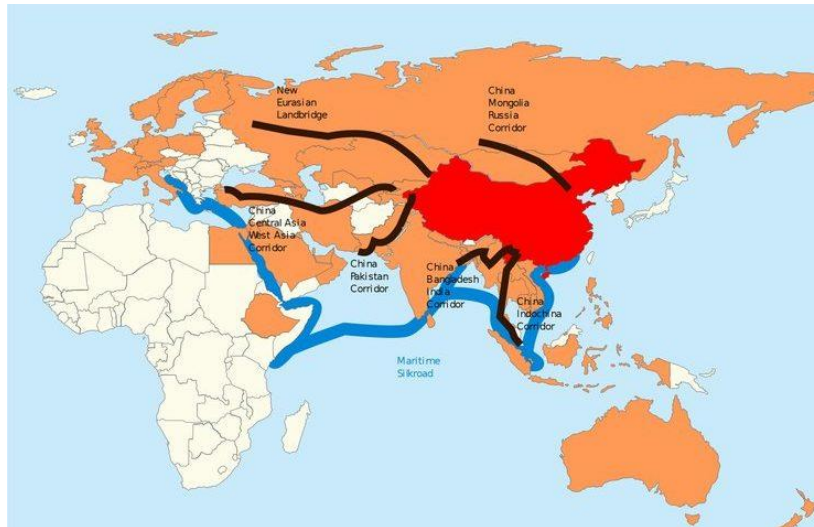 New
Eurasian
Landbridge
China
Mongolia
Russia
Corridor
China
Central Asia
West Asia
Corridor
China
Pakistan
Corridor
China
Bangladesh
India
Corridor
China
Indochina
Corridor
Maritime
Silkroad